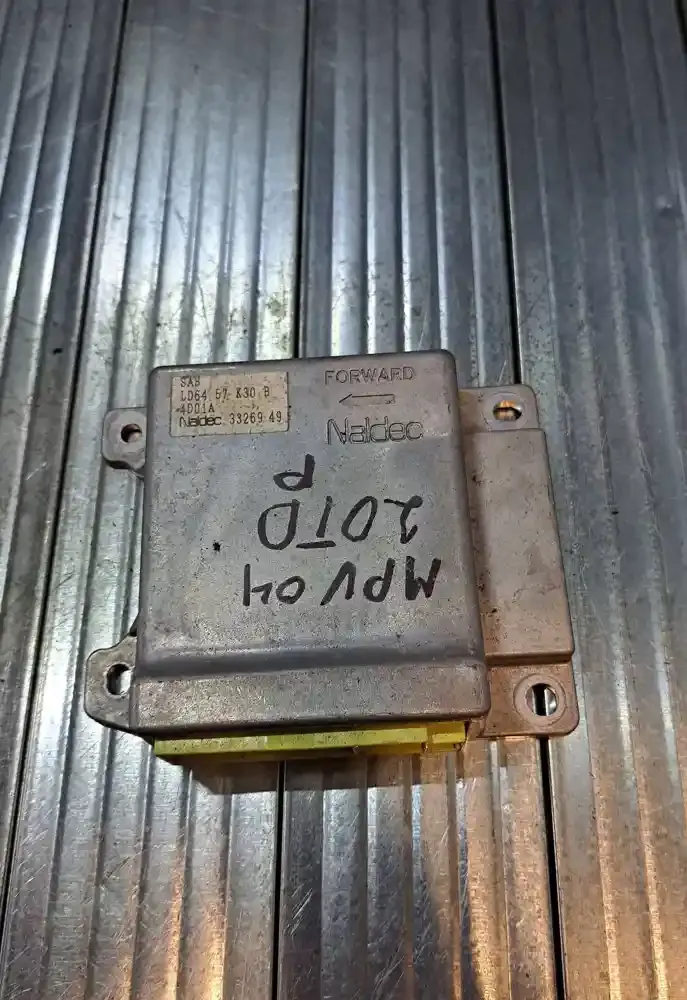 SAS
LD64 57 K30 B
4D01A
Naldec 33269 49
FORWARD
Naldec
MPV 04
2.0TD
P